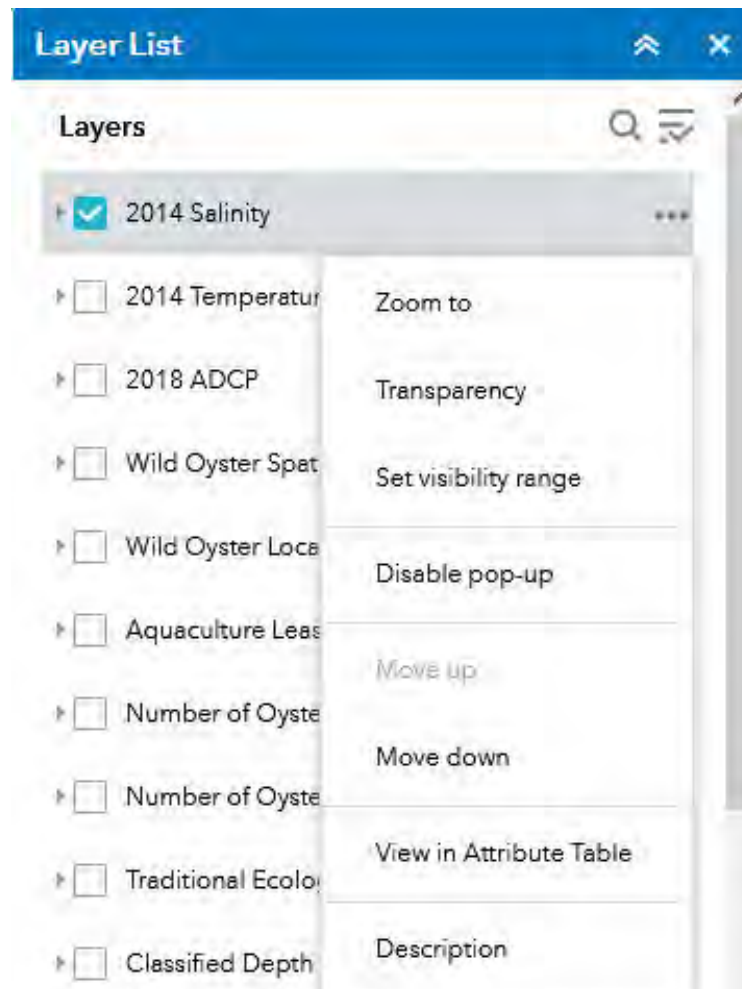 Layer List
Layers
2014 Salinity
2014 Temperatur
Zoom to
2018 ADCP
Transparency
Wild Oyster Spat
Set visibility range
Wild Oyster Loca
Disable pop-up
Aquaculture Leas
Move up
Number of Oyste
Move down
Number of Oyste
View in Attribute Table
Traditional Ecolo
Description
Classified Depth